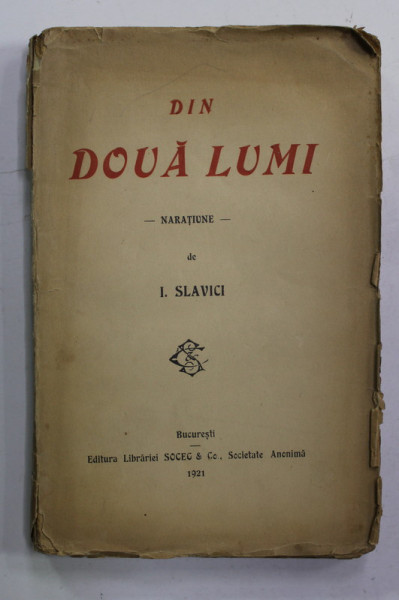 DIN
DOUĂ LUMI
— NARAȚIUNE —
de
I. SLAVICI
București
Editura Librăriei SOCEC & Co., Societate Anonimă
1921